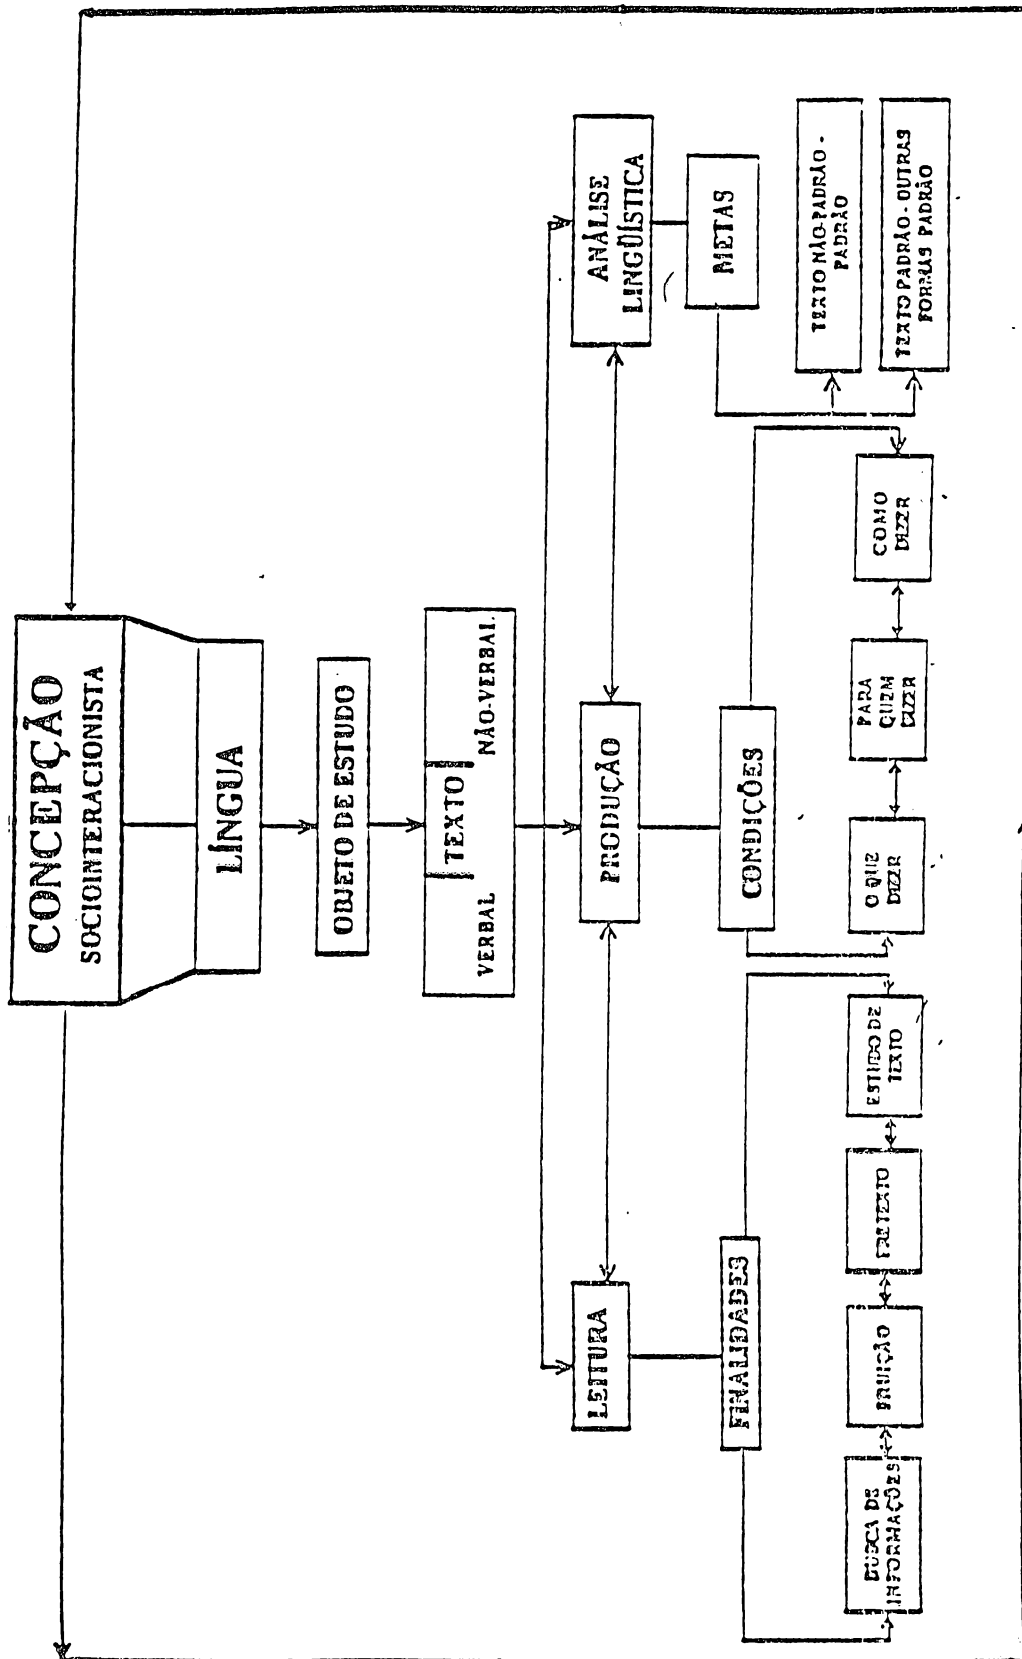 CONCEPÇÃO
SOCIOINTERACIONISTA
LÍNGUA
OBJETO DE ESTUDO
TEXTO
VERBAL
NÃO-VERBAL
LEITURA
PRODUÇÃO
ANÁLISE
LINGÜÍSTICA
FINALIDADES
CONDIÇÕES
METAS
BUSCA DE
INFORMAÇÕES
FRUIÇÃO
PRETEXTO
ESTUDO DE
TEXTO
O QUE
DIZER
PARA
QUEM
DIZER
COMO
DIZER
TEXTO NÃO-PADRÃO -
PADRÃO
TEXTO PADRÃO - OUTRAS
FORMAS PADRÃO